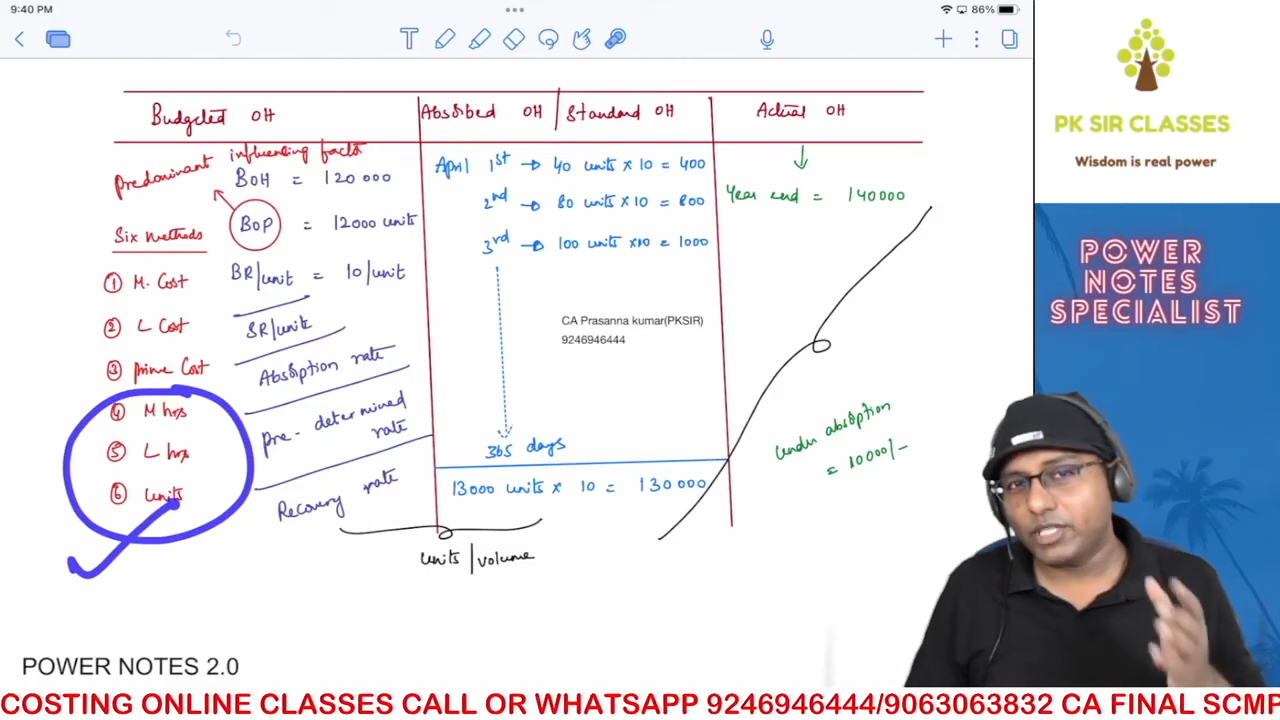 9:40 PM
86%
T
Budgeted OH
Absorbed OH / Standard OH
Actual OH
Predominant influencing factor
BOH = 120 000
BOP = 12000 units
Six methods
① M. Cost
BR/unit = 10/unit
② L Cost
SR/unit
③ prime Cost
Absorption rate
④ M hrs
⑤ L hrs
pre-determined
rate
⑥ units
Recovery rate
April 1st → 40 units × 10 = 400
2nd → 80 units × 10 = 800
3rd → 100 units × 10 = 1000
CA Prasanna kumar(PKSIR)
9246946444
365 days
13000 units × 10 = 130000
units/volume
Year end = 140000
under absorption
= 10000/-
PK SIR CLASSES
Wisdom is real power
POWER
NOTES
SPECIALIST
POWER NOTES 2.0
COSTING ONLINE CLASSES CALL OR WHATSAPP 9246946444/9063063832 CA FINAL SCMP